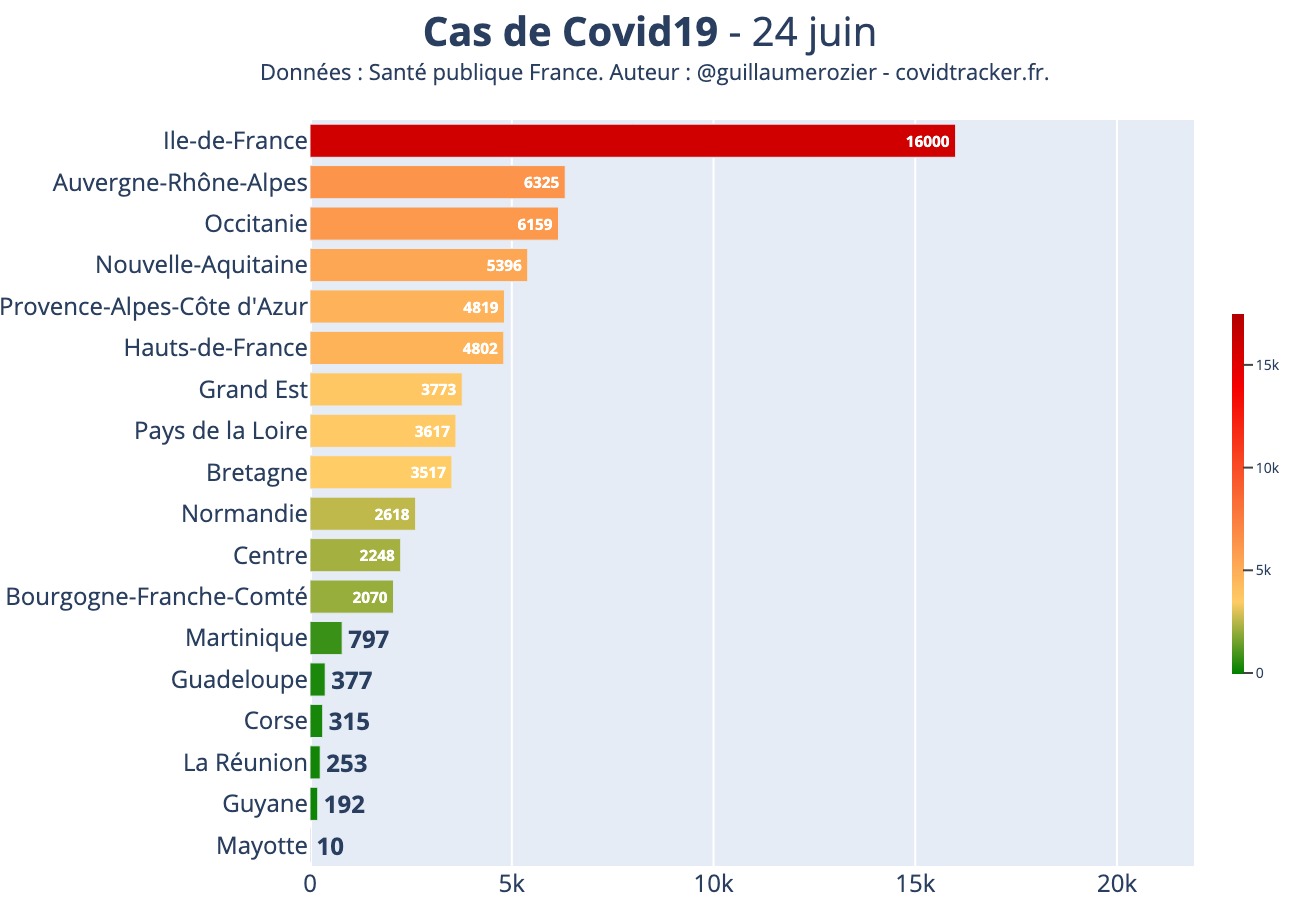 Cas de Covid19 - 24 juin
Données : Santé publique France. Auteur : @guillaumerozier - covidtracker.fr.
Ile-de-France 16000
Auvergne-Rhône-Alpes 6325
Occitanie 6159
Nouvelle-Aquitaine 5396
Provence-Alpes-Côte d'Azur 4819
Hauts-de-France 4802
Grand Est 3773
Pays de la Loire 3617
Bretagne 3517
Normandie 2618
Centre 2248
Bourgogne-Franche-Comté 2070
Martinique 797
Guadeloupe 377
Corse 315
La Réunion 253
Guyane 192
Mayotte 10
0 5k 10k 15k 20k
15k
10k
5k
0